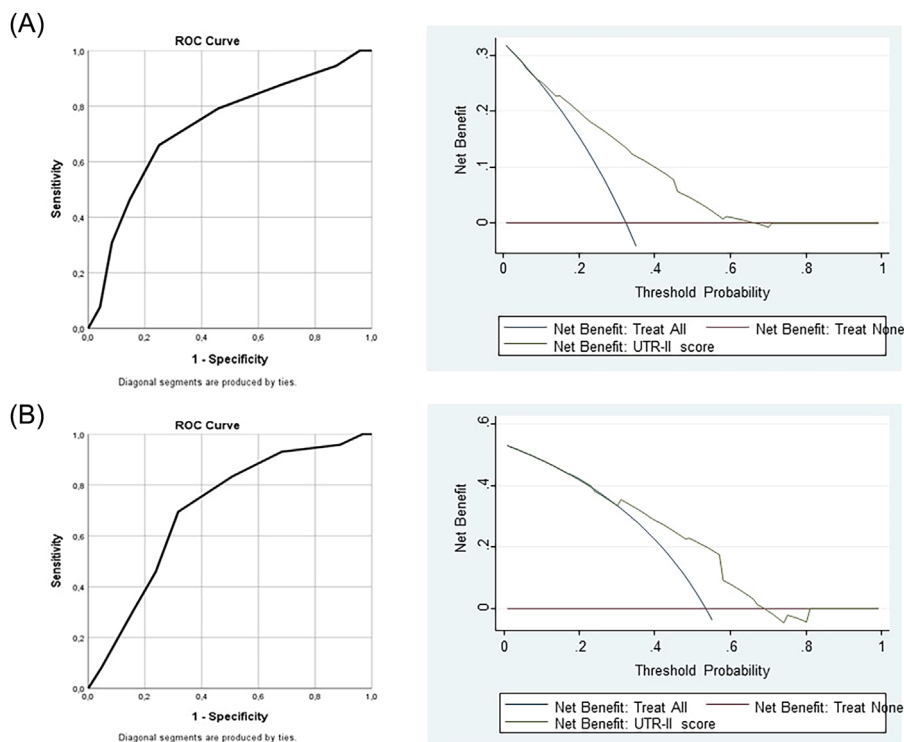 (A)
ROC Curve
1,0
0,8
0,6
0,4
0,2
0,0
0,0 0,2 0,4 0,6 0,8 1,0
Sensitivity
1 - Specificity
Diagonal segments are produced by ties.
.3
.2
.1
0
Net Benefit
0 .2 .4 .6 .8 1
Threshold Probability
Net Benefit: Treat All Net Benefit: Treat None
Net Benefit: UTR-II score
(B)
ROC Curve
1,0
0,8
0,6
0,4
0,2
0,0
0,0 0,2 0,4 0,6 0,8 1,0
Sensitivity
1 - Specificity
Diagonal segments are produced by ties.
.6
.4
.2
0
Net Benefit
0 .2 .4 .6 .8 1
Threshold Probability
Net Benefit: Treat All Net Benefit: Treat None
Net Benefit: UTR-II score